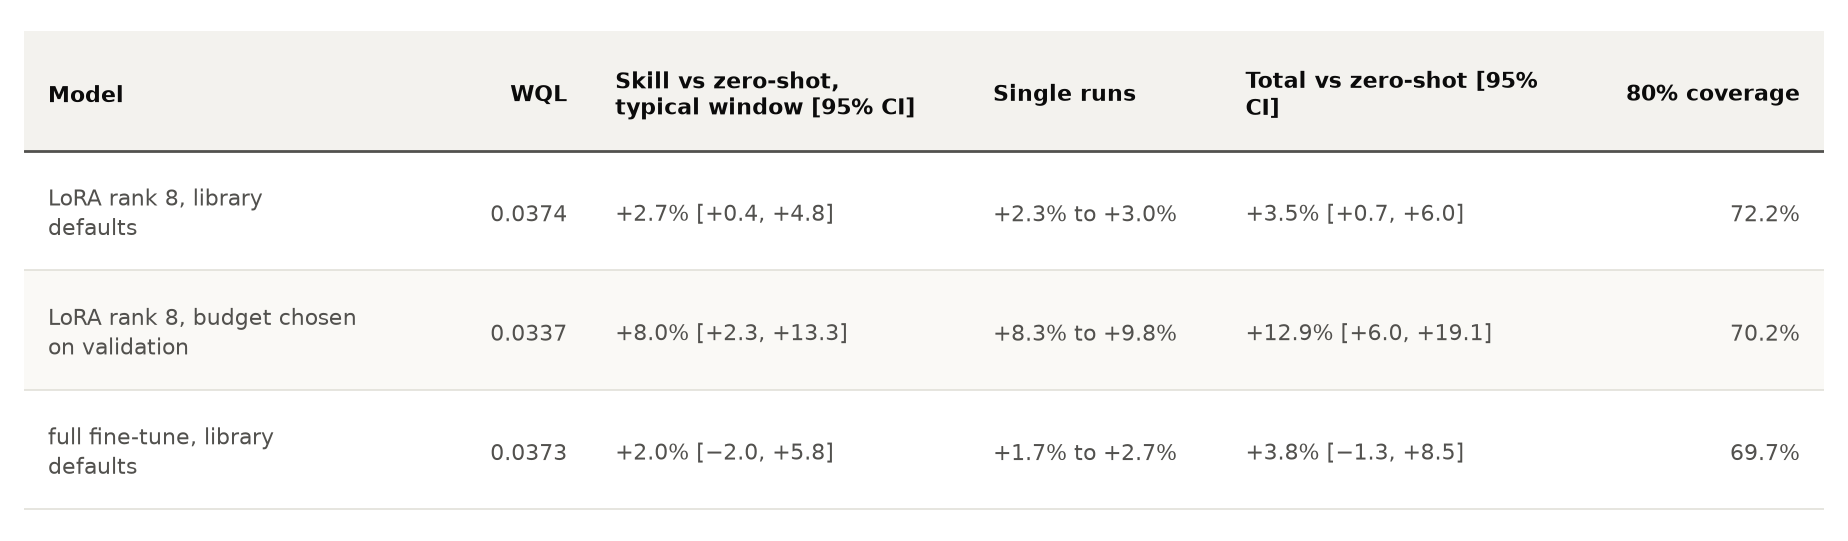 Model WQL Skill vs zero-shot, typical window [95% CI] Single runs Total vs zero-shot [95% CI] 80% coverage
LoRA rank 8, library defaults 0.0374 +2.7% [+0.4, +4.8] +2.3% to +3.0% +3.5% [+0.7, +6.0] 72.2%
LoRA rank 8, budget chosen on validation 0.0337 +8.0% [+2.3, +13.3] +8.3% to +9.8% +12.9% [+6.0, +19.1] 70.2%
full fine-tune, library defaults 0.0373 +2.0% [−2.0, +5.8] +1.7% to +2.7% +3.8% [−1.3, +8.5] 69.7%